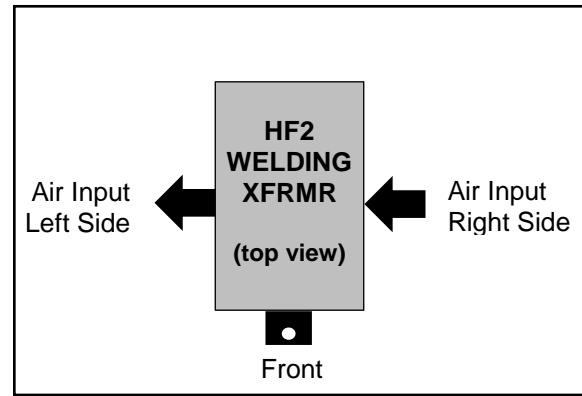 HF2
WELDING
XFRMR
(top view)
Air Input
Left Side
Air Input
Right Side
Front